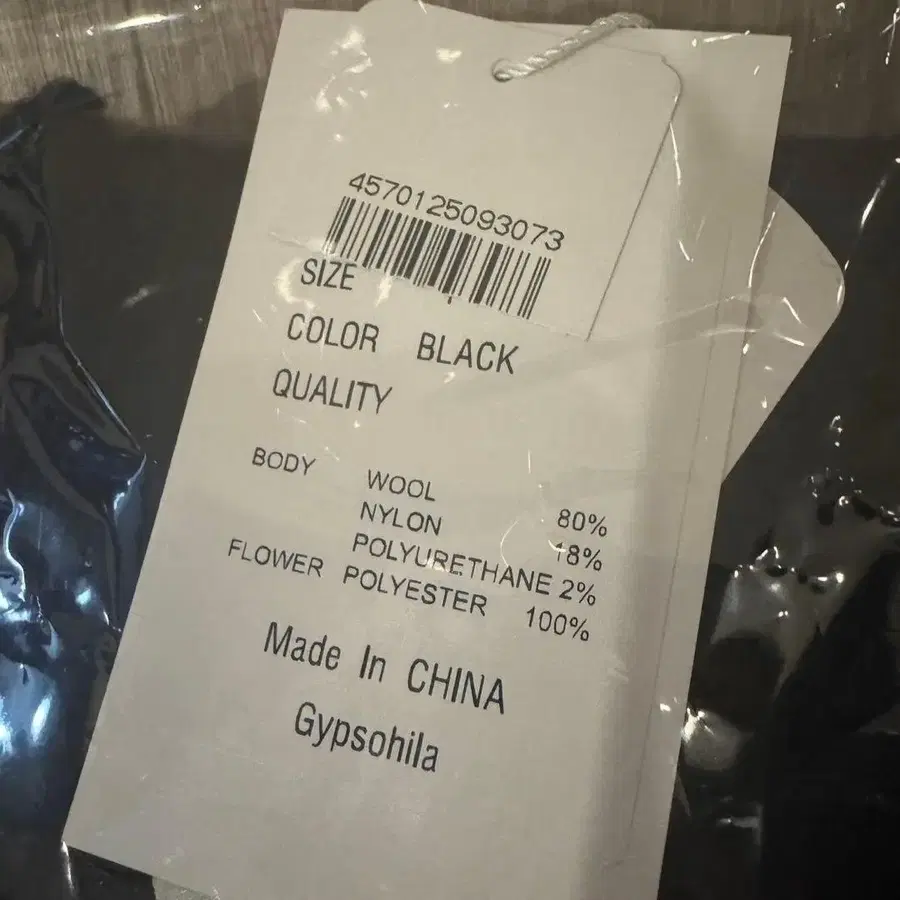 4570125093073
SIZE
COLOR BLACK
QUALITY
BODY WOOL 80%
NYLON 18%
POLYURETHANE 2%
FLOWER POLYESTER 100%
Made In CHINA
Gypsohila